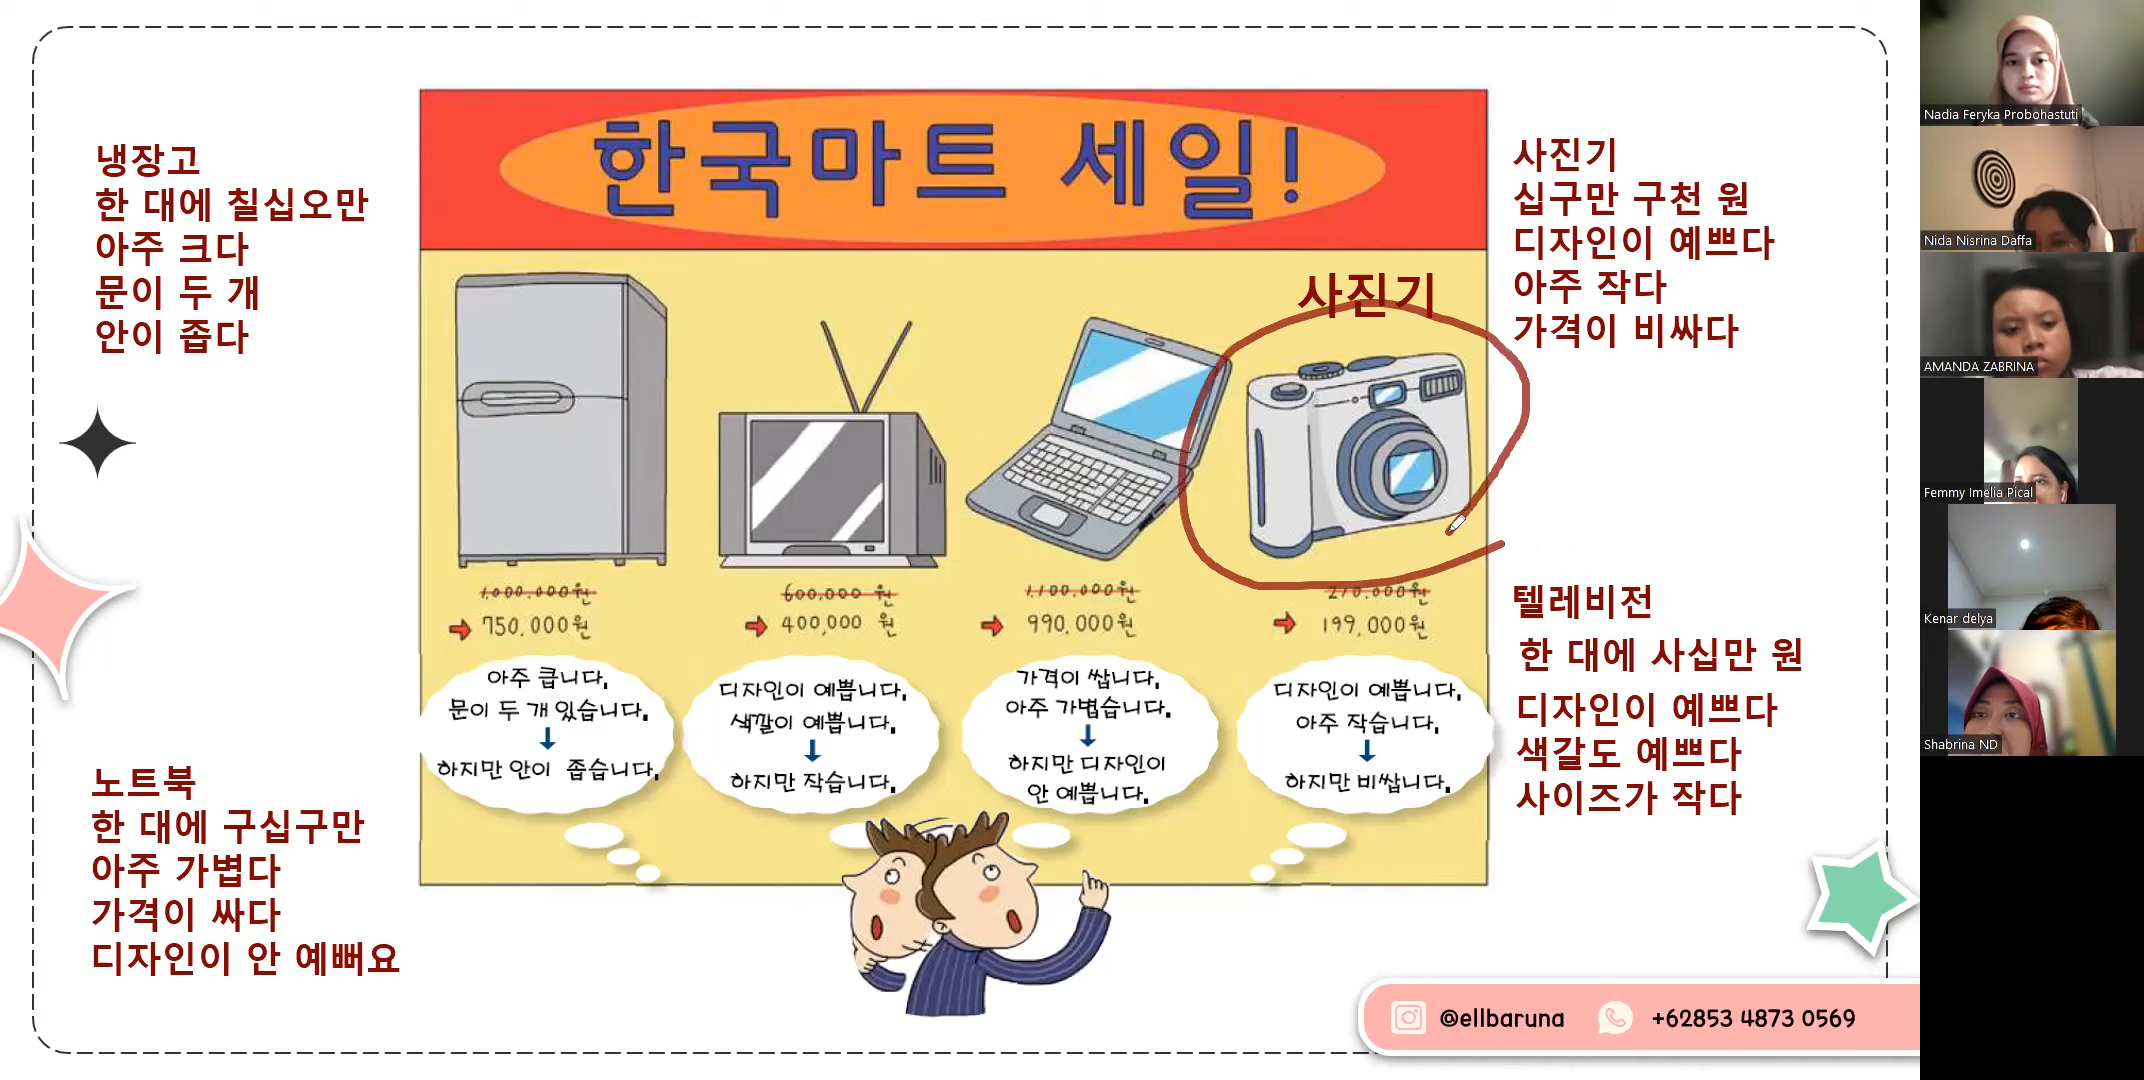 한국마트 세일!
냉장고
한 대에 칠십오만
아주 크다
문이 두 개
안이 좁다
사진기
사진기
십구만 구천 원
디자인이 예쁘다
아주 작다
가격이 비싸다
1.000.000원
➡ 750,000원
600,000 원
➡ 400,000 원
1.100.000원
➡ 990,000원
210.000원
➡ 199,000원
아주 큽니다.
문이 두 개 있습니다.
하지만 안이 좁습니다.
디자인이 예쁩니다.
색깔이 예쁩니다.
하지만 작습니다.
가격이 쌉니다.
아주 가볍습니다.
하지만 디자인이
안 예쁩니다.
디자인이 예쁩니다.
아주 작습니다.
하지만 비쌉니다.
텔레비전
한 대에 사십만 원
디자인이 예쁘다
색갈도 예쁘다
사이즈가 작다
노트북
한 대에 구십구만
아주 가볍다
가격이 싸다
디자인이 안 예뻐요
@ellbaruna
+62853 4873 0569
Nadia Feryka Probohastuti
Nida Nisrina Daffa
AMANDA ZABRINA
Femmy Imelia Pical
Kenar delya
Shabrina ND